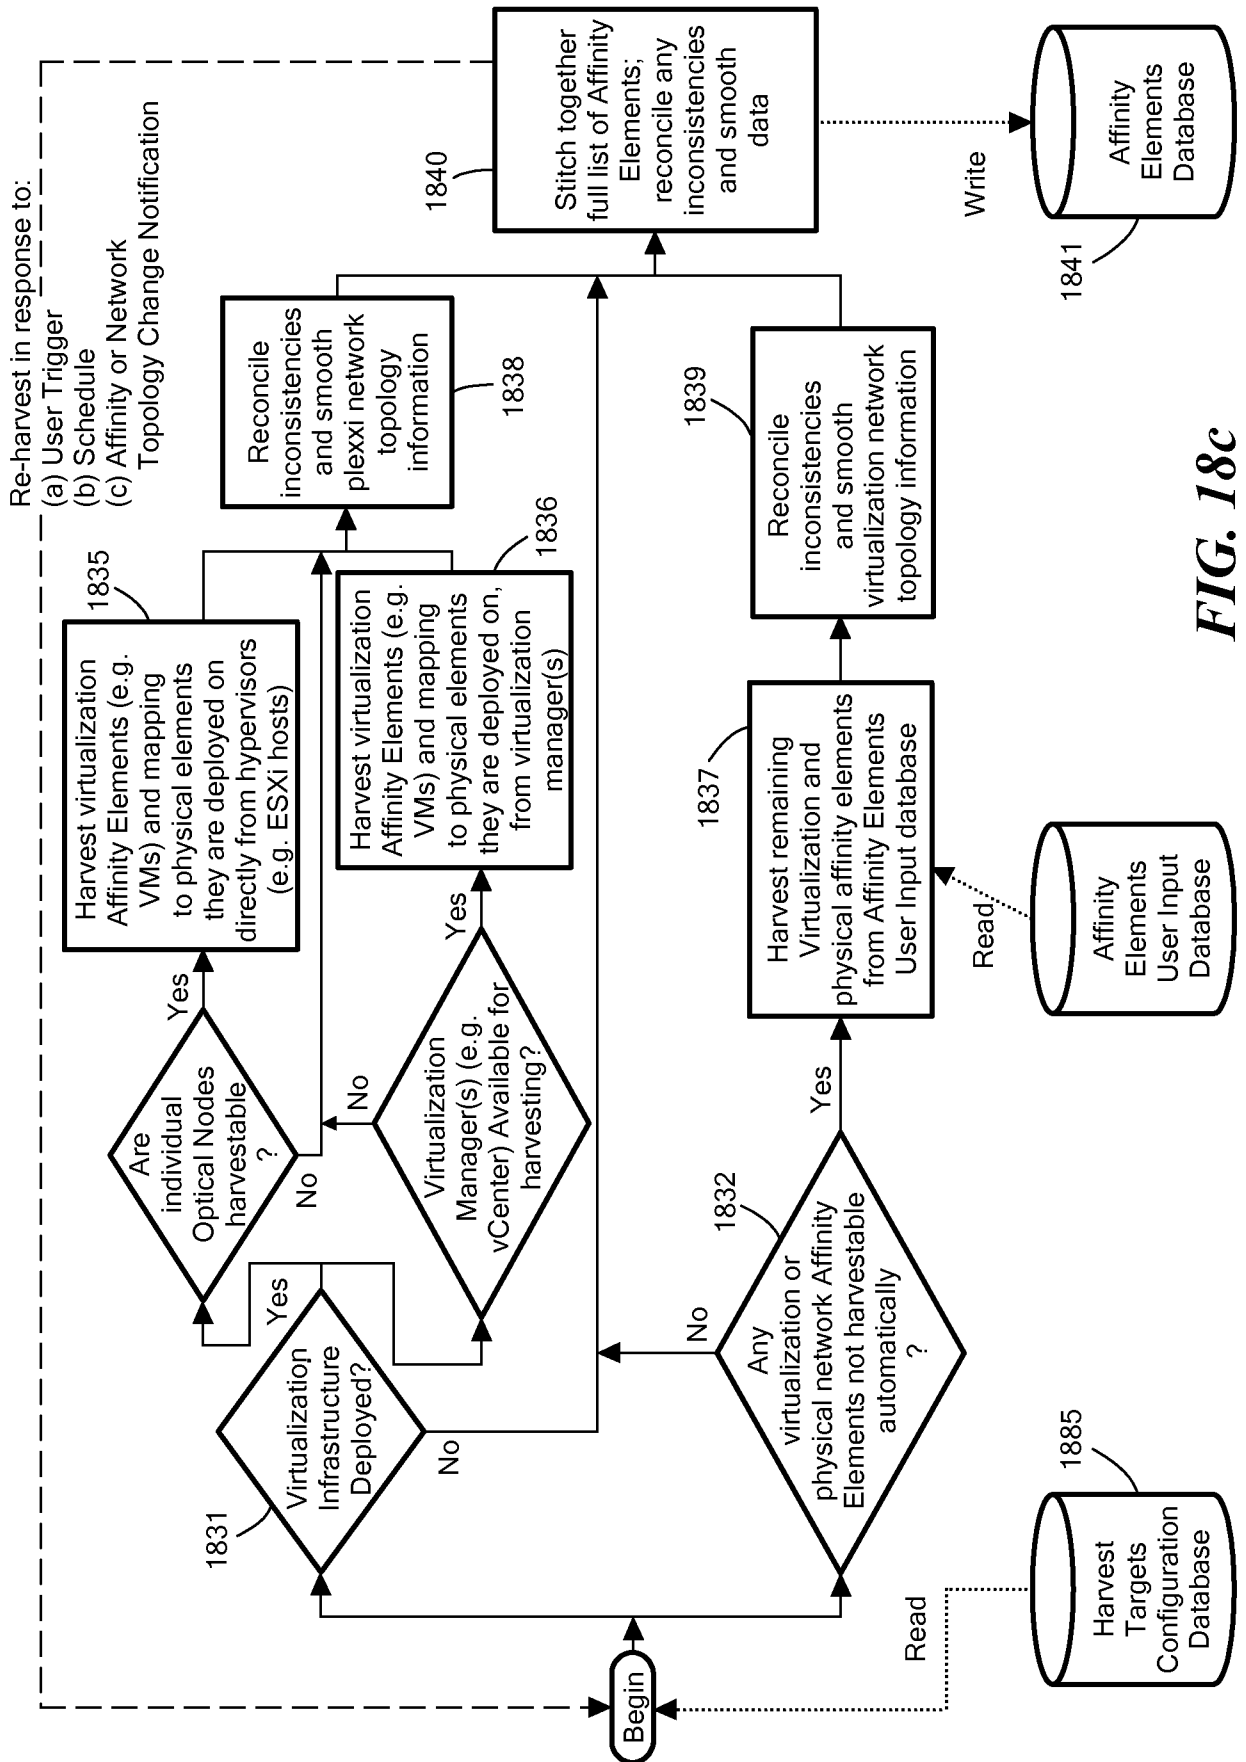 Re-harvest in response to:
(a) User Trigger
(b) Schedule
(c) Affinity or Network
Topology Change Notification
Begin
1831
Virtualization
Infrastructure
Deployed?
Yes
No
Are
individual
Optical Nodes
harvestable
?
Yes
No
1835
Harvest virtualization
Affinity Elements (e.g.
VMs) and mapping
to physical elements
they are deployed on
directly from hypervisors
(e.g. ESXi hosts)
Virtualization
Manager(s) (e.g.
vCenter) Available for
harvesting?
No
Yes
1836
Harvest virtualization
Affinity Elements (e.g.
VMs) and mapping
to physical elements
they are deployed on,
from virtualization
manager(s)
Reconcile
inconsistencies
and smooth
plexxi network
topology
information
1838
1840
Stitch together
full list of Affinity
Elements;
reconcile any
inconsistencies
and smooth
data
1832
Any
virtualization or
physical network Affinity
Elements not harvestable
automatically
?
No
Yes
1837
Harvest remaining
Virtualization and
physical affinity elements
from Affinity Elements
User Input database
1839
Reconcile
inconsistencies
and smooth
virtualization network
topology information
Read
Harvest
Targets
Configuration
Database
1885
Read
Affinity
Elements
User Input
Database
Write
Affinity
Elements
Database
1841
FIG. 18c